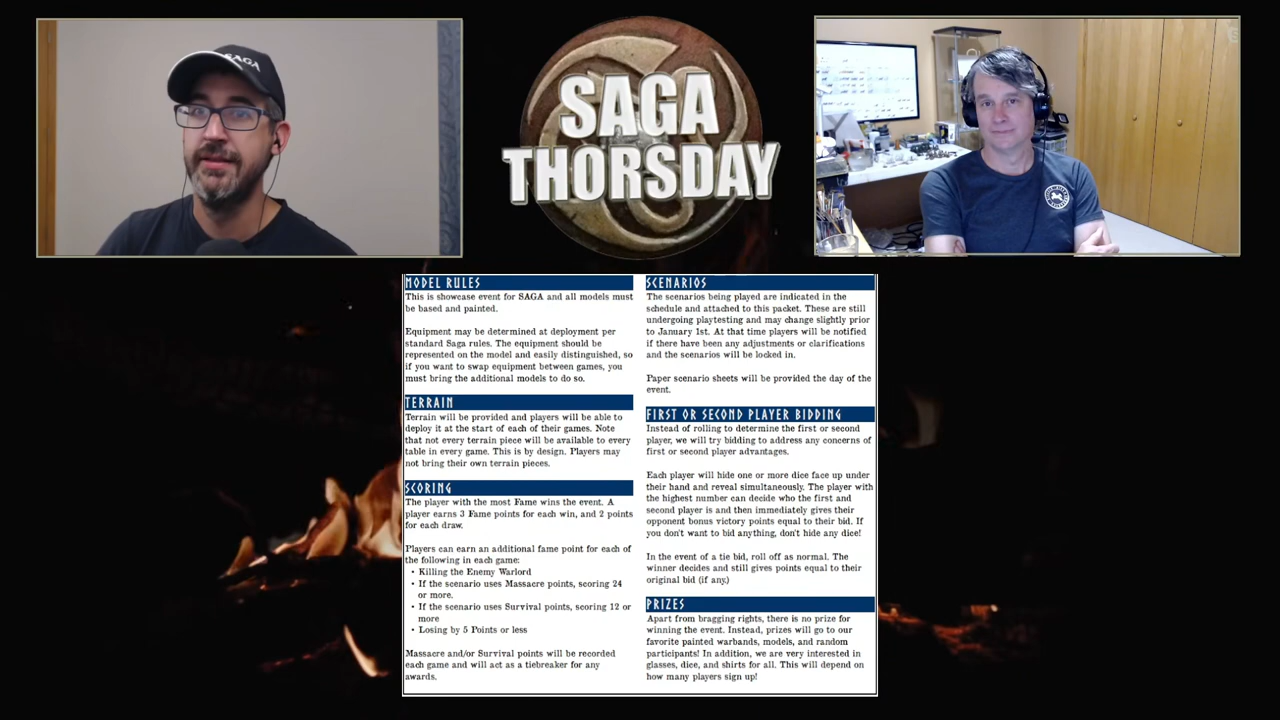 SAGA
SAGA
THORSDAY
MODEL RULES
This is showcase event for SAGA and all models must
be based and painted.
Equipment may be determined at deployment per
standard Saga rules. The equipment should be
represented on the model and easily distinguished, so
if you want to swap equipment between games, you
must bring the additional models to do so.
TERRAIN
Terrain will be provided and players will be able to
deploy it at the start of each of their games. Note
that not every terrain piece will be available to every
table in every game. This is by design. Players may
not bring their own terrain pieces.
SCORING
The player with the most Fame wins the event. A
player earns 3 Fame points for each win, and 2 points
for each draw.
Players can earn an additional fame point for each of
the following in each game:
• Killing the Enemy Warlord
• If the scenario uses Massacre points, scoring 24
or more.
• If the scenario uses Survival points, scoring 12 or
more
• Losing by 5 Points or less
Massacre and/or Survival points will be recorded
each game and will act as a tiebreaker for any
awards.
SCENARIOS
The scenarios being played are indicated in the
schedule and attached to this packet. These are still
undergoing playtesting and may change slightly prior
to January 1st. At that time players will be notified
if there have been any adjustments or clarifications
and the scenarios will be locked in.
Paper scenario sheets will be provided the day of the
event.
FIRST OR SECOND PLAYER BIDDING
Instead of rolling to determine the first or second
player, we will try bidding to address any concerns of
first or second player advantages.
Each player will hide one or more dice face up under
their hand and reveal simultaneously. The player with
the highest number can decide who the first and
second player is and then immediately gives their
opponent bonus victory points equal to their bid. If
you don't want to bid anything, don't hide any dice!
In the event of a tie bid, roll off as normal. The
winner decides and still gives points equal to their
original bid (if any.)
PRIZES
Apart from bragging rights, there is no prize for
winning the event. Instead, prizes will go to our
favorite painted warbands, models, and random
participants! In addition, we are very interested in
glasses, dice, and shirts for all. This will depend on
how many players sign up!